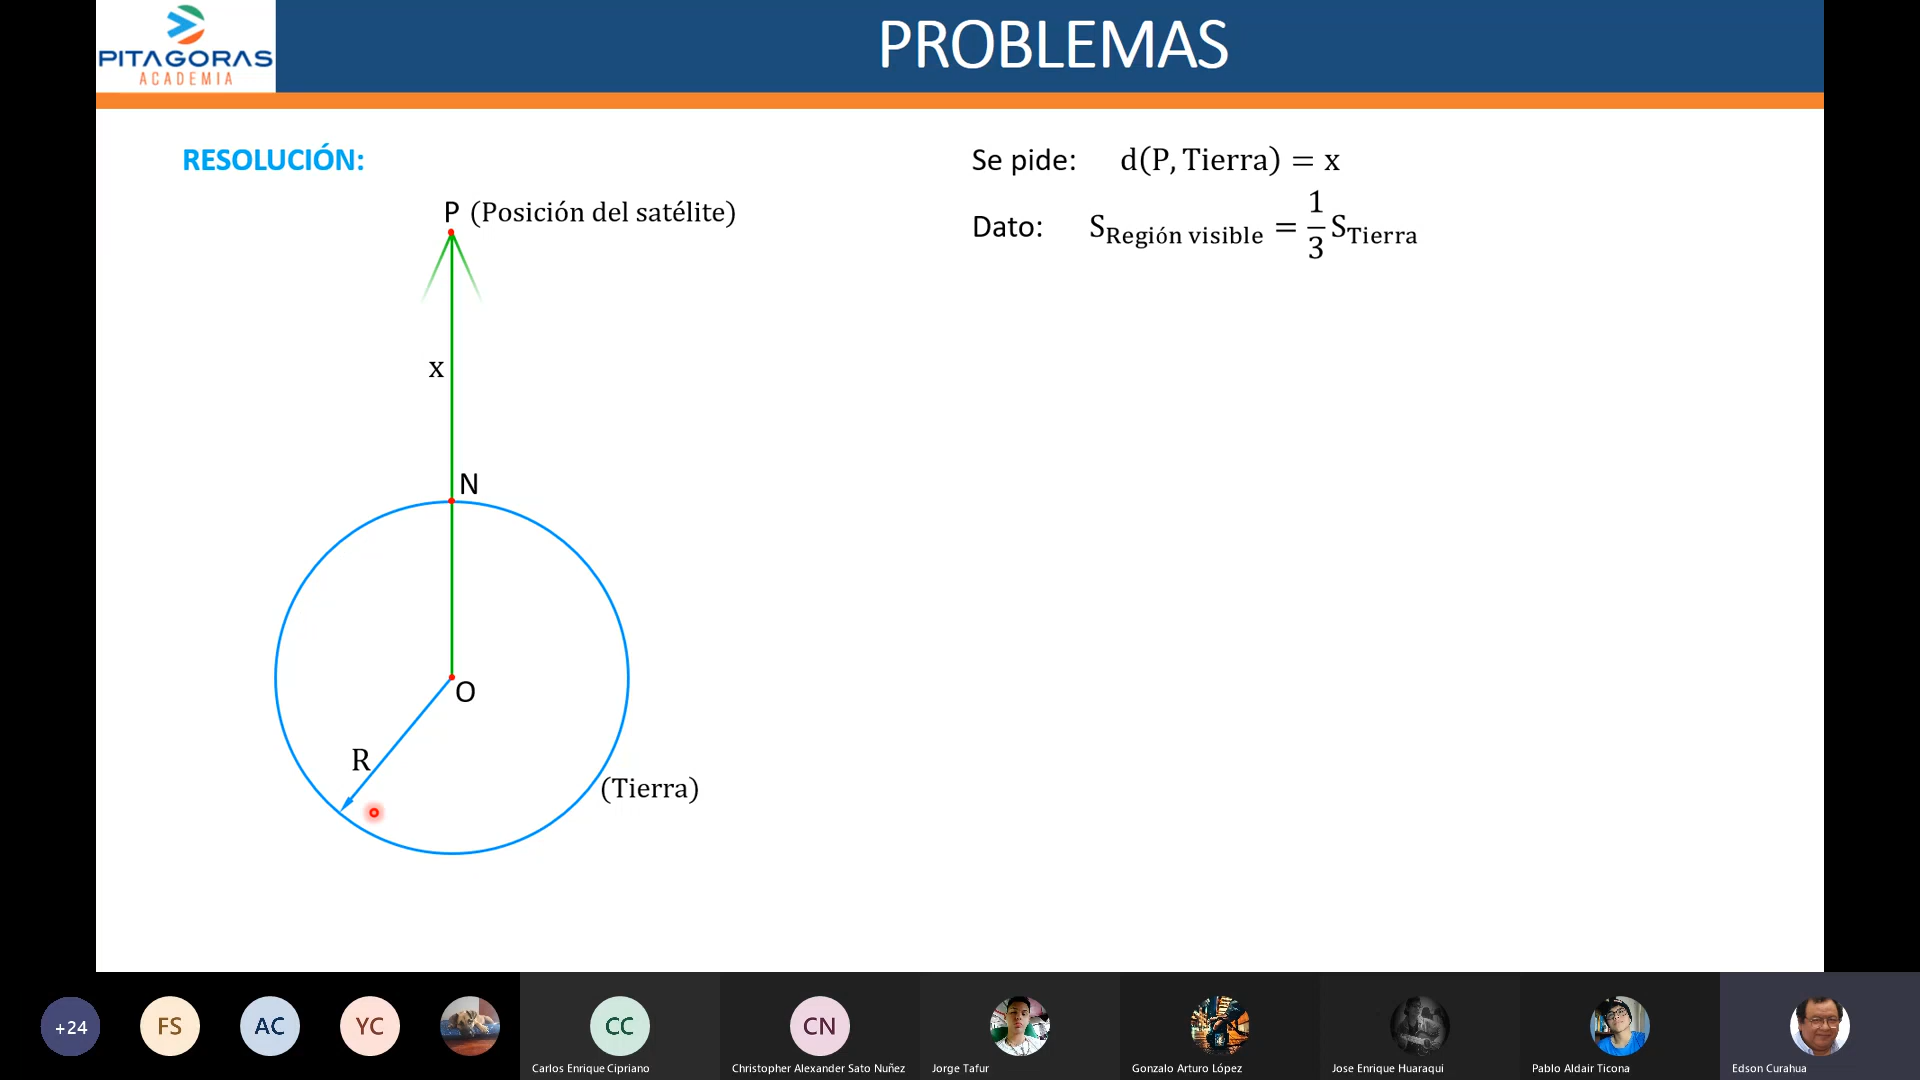 PITAGORAS
ACADEMIA
PROBLEMAS
RESOLUCIÓN:
Se pide: d(P, Tierra) = x
Dato: S Región visible = 1/3 S Tierra
P (Posición del satélite)
x
N
O
R
(Tierra)
+24
FS
AC
YC
CC
CN
Carlos Enrique Cipriano
Christopher Alexander Sato Nuñez
Jorge Tafur
Gonzalo Arturo López
Jose Enrique Huaraqui
Pablo Aldair Ticona
Edson Curahua